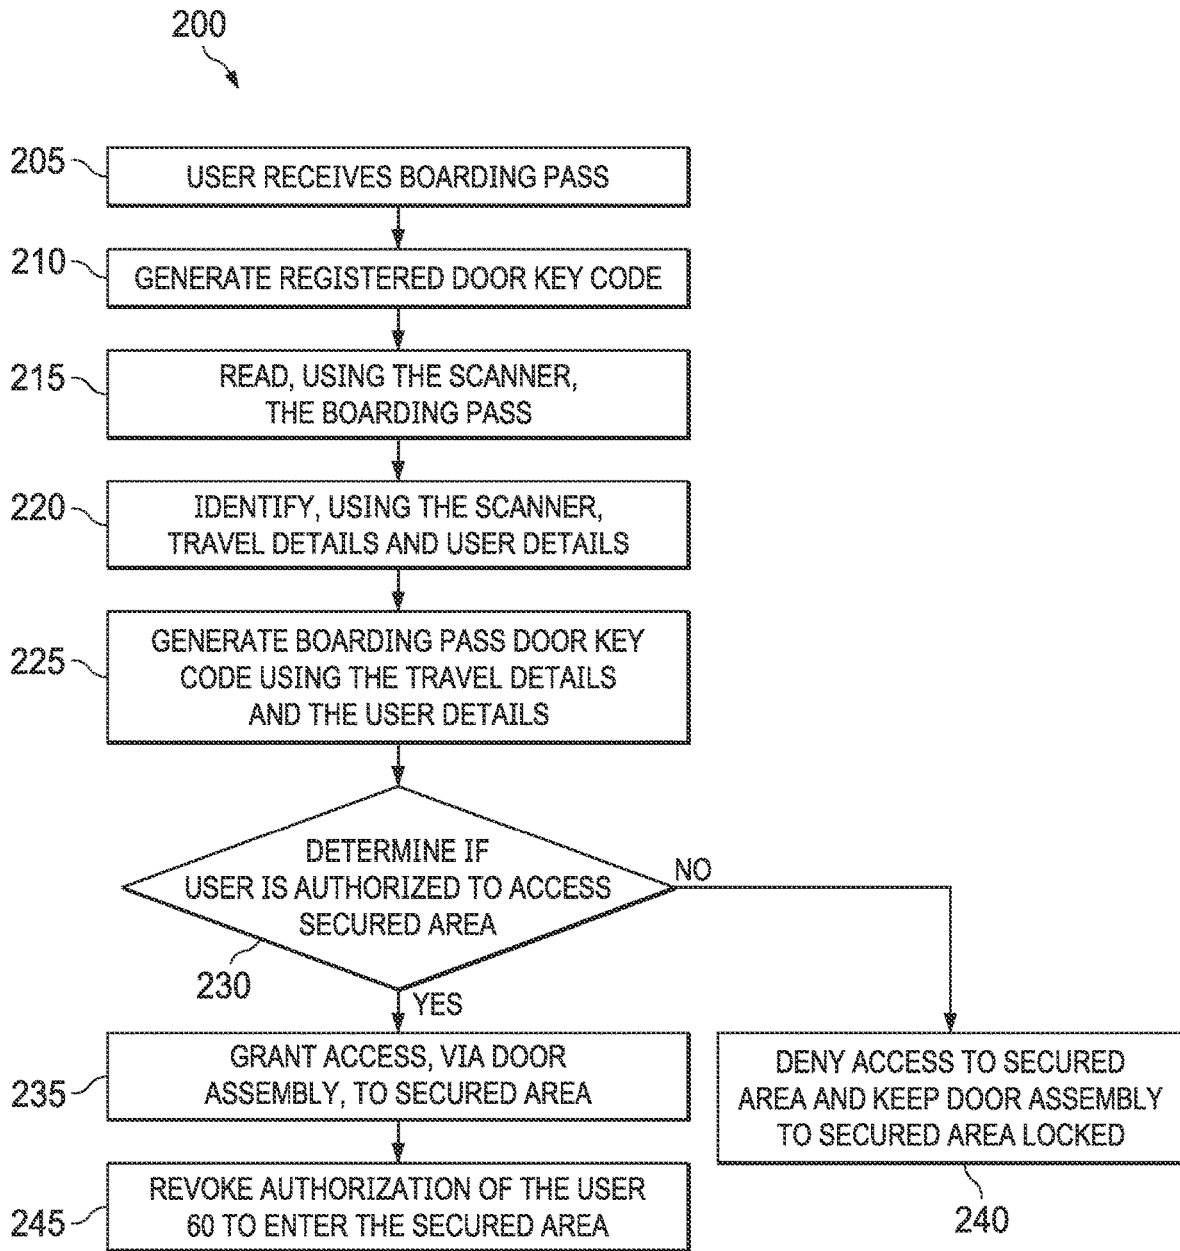 200
205
USER RECEIVES BOARDING PASS
210
GENERATE REGISTERED DOOR KEY CODE
215
READ, USING THE SCANNER,
THE BOARDING PASS
220
IDENTIFY, USING THE SCANNER,
TRAVEL DETAILS AND USER DETAILS
225
GENERATE BOARDING PASS DOOR KEY
CODE USING THE TRAVEL DETAILS
AND THE USER DETAILS
DETERMINE IF
USER IS AUTHORIZED TO ACCESS
SECURED AREA
230
NO
YES
235
GRANT ACCESS, VIA DOOR
ASSEMBLY, TO SECURED AREA
DENY ACCESS TO SECURED
AREA AND KEEP DOOR ASSEMBLY
TO SECURED AREA LOCKED
240
245
REVOKE AUTHORIZATION OF THE USER
60 TO ENTER THE SECURED AREA